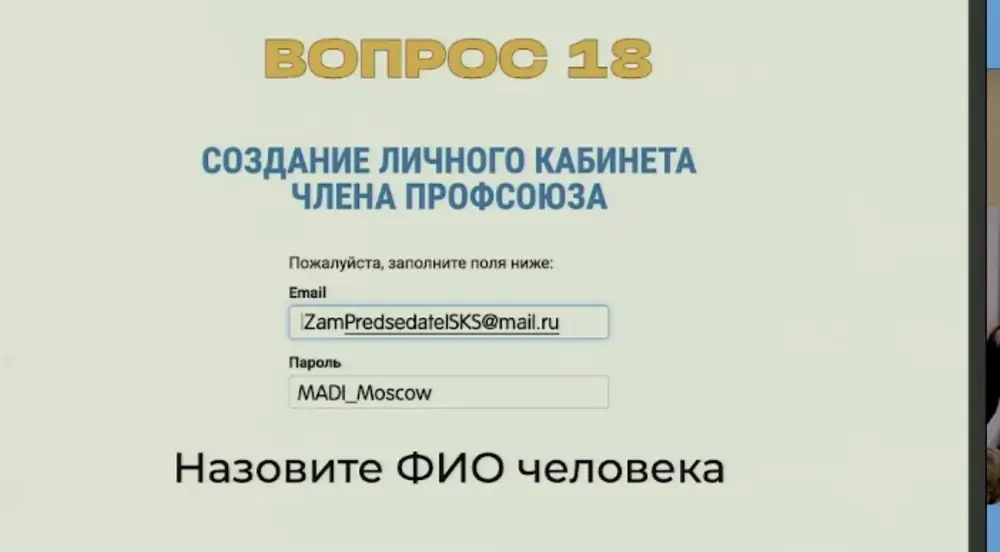 ВОПРОС 18
СОЗДАНИЕ ЛИЧНОГО КАБИНЕТА
ЧЛЕНА ПРОФСОЮЗА
Пожалуйста, заполните поля ниже:
Email
ZamPredsedatelSKS@mail.ru
Пароль
MADI_Moscow
Назовите ФИО человека